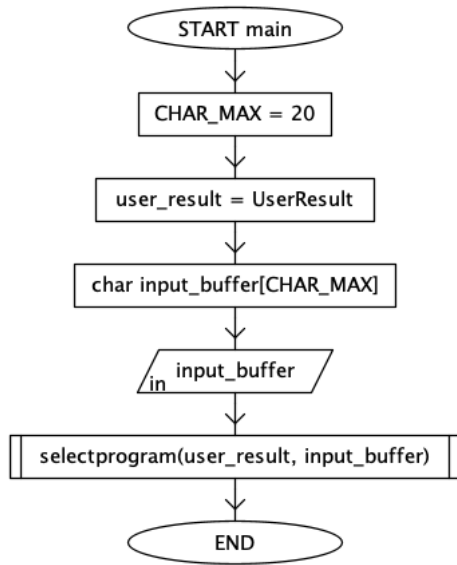 START main
CHAR_MAX = 20
user_result = UserResult
char input_buffer[CHAR_MAX]
in input_buffer
selectprogram(user_result, input_buffer)
END